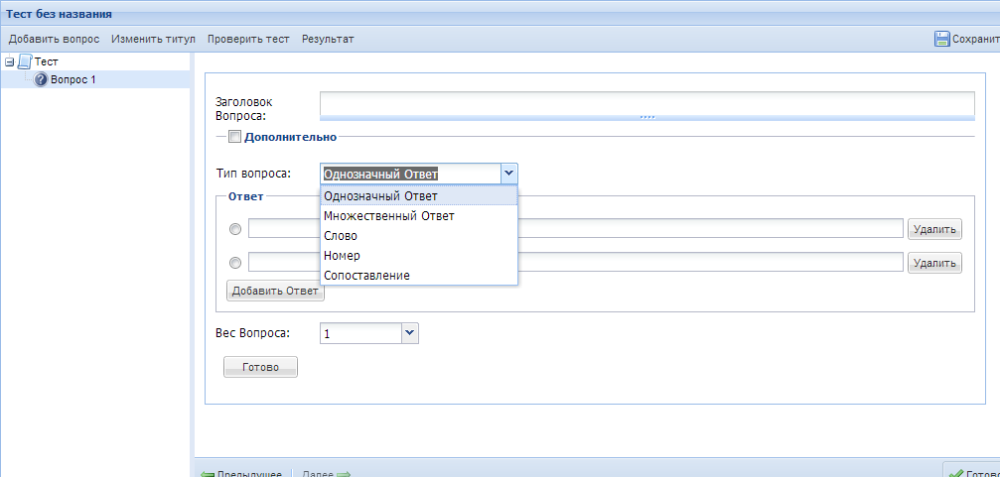 Тест без названия
Добавить вопрос Изменить титул Проверить тест Результат Сохранит
Тест
Вопрос 1
Заголовок
Вопроса:
Дополнительно
Тип вопроса: Однозначный Ответ
Однозначный Ответ
Множественный Ответ
Слово
Номер
Сопоставление
Ответ
Удалить
Удалить
Добавить Ответ
Вес Вопроса: 1
Готово
Предыдущее Далее Готово